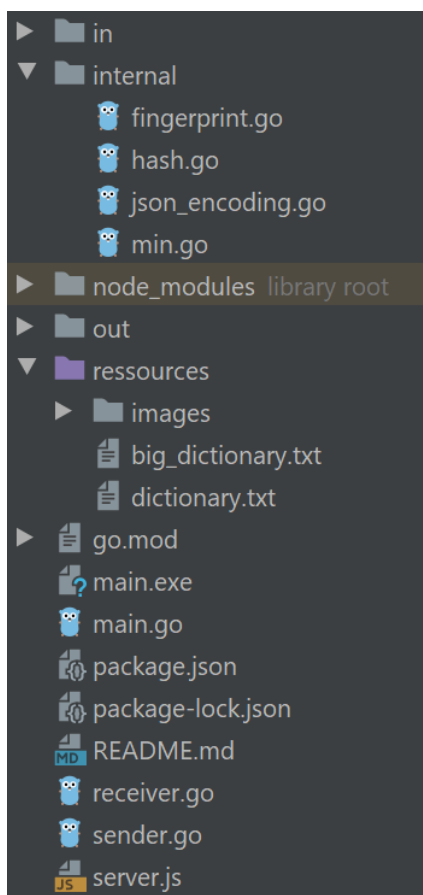 in
internal
fingerprint.go
hash.go
json_encoding.go
min.go
node_modules library root
out
ressources
images
big_dictionary.txt
dictionary.txt
go.mod
main.exe
main.go
package.json
package-lock.json
MD README.md
receiver.go
sender.go
JS server.js